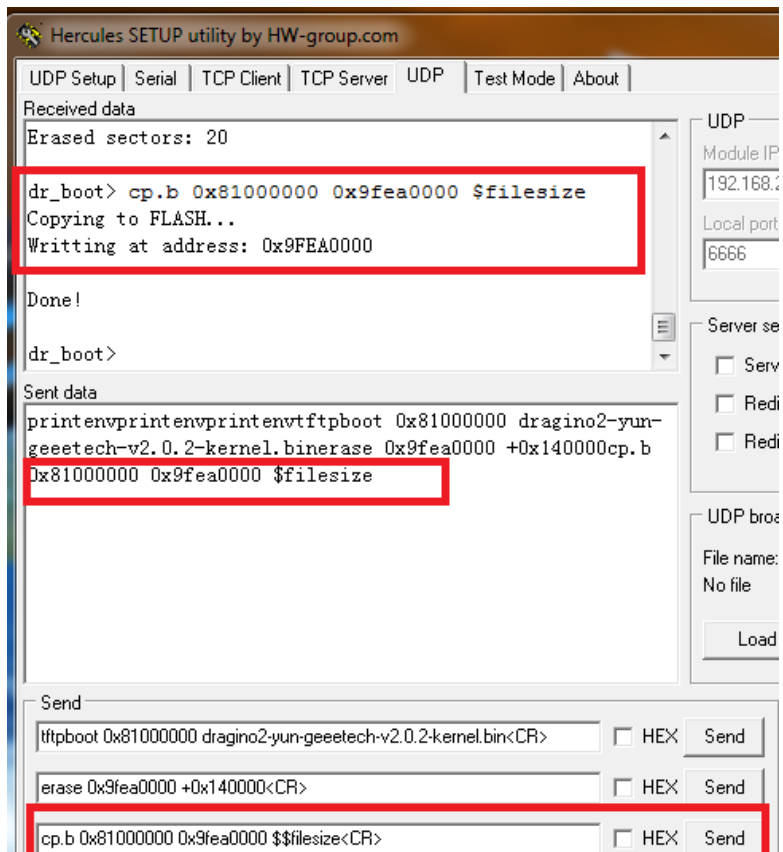 Hercules SETUP utility by HW-group.com
UDP Setup Serial TCP Client TCP Server UDP Test Mode About
Received data
Erased sectors: 20
dr_boot> cp.b 0x81000000 0x9fea0000 $filesize
Copying to FLASH...
Writting at address: 0x9FEA0000
Done!
dr_boot>
Sent data
printenvprintenvprintenvtftpboot 0x81000000 dragino2-yun-
geeetech-v2.0.2-kernel.binerase 0x9fea0000 +0x140000cp.b
0x81000000 0x9fea0000 $filesize
UDP
Module IP
192.168.2
Local port
6666
Server se
Serv
Redi
Redi
UDP broa
File name:
No file
Load
Send
tftpboot 0x81000000 dragino2-yun-geeetech-v2.0.2-kernel.bin<CR> HEX Send
erase 0x9fea0000 +0x140000<CR> HEX Send
cp.b 0x81000000 0x9fea0000 $$filesize<CR> HEX Send